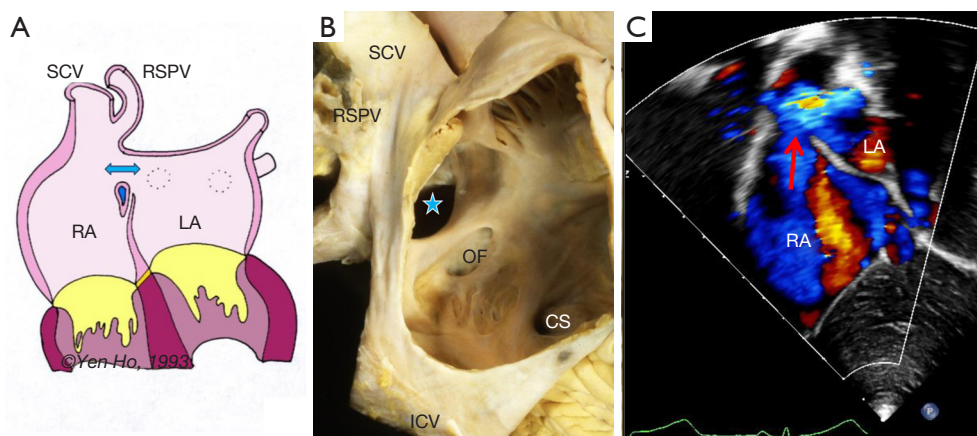 A
SCV
RSPV
RA
LA
©Yen Ho, 1993
B
SCV
RSPV
OF
CS
ICV
C
LA
RA
P